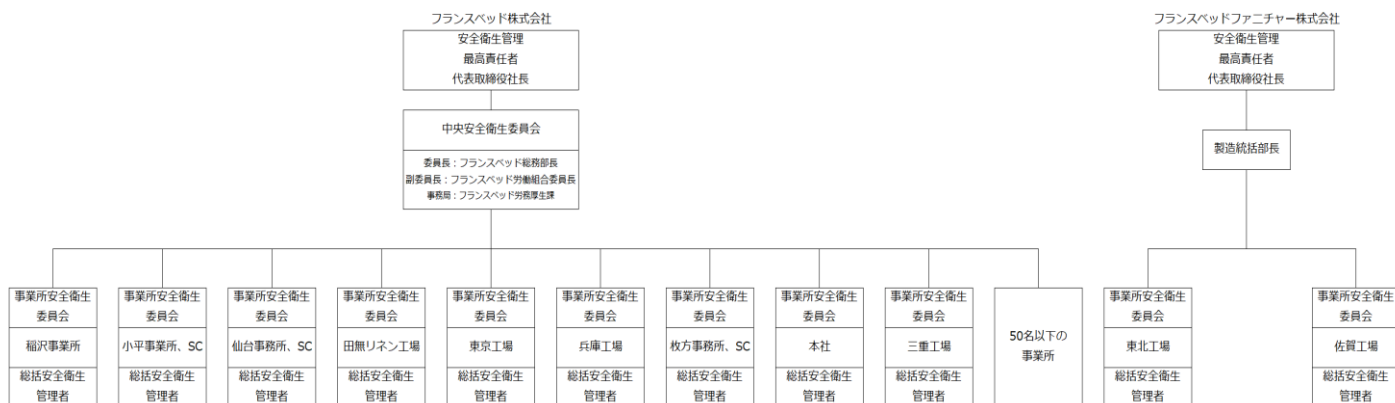 フランスベッド株式会社
安全衛生管理
最高責任者
代表取締役社長
中央安全衛生委員会
委員長：フランスベッド総務部長
副委員長：フランスベッド労働組合委員長
事務局：フランスベッド労務厚生課
フランスベッドファニチャー株式会社
安全衛生管理
最高責任者
代表取締役社長
製造統括部長
事業所安全衛生
委員会
稲沢事業所
総括安全衛生
管理者
事業所安全衛生
委員会
小平事業所、SC
総括安全衛生
管理者
事業所安全衛生
委員会
仙台事務所、SC
総括安全衛生
管理者
事業所安全衛生
委員会
田無リネン工場
総括安全衛生
管理者
事業所安全衛生
委員会
東京工場
総括安全衛生
管理者
事業所安全衛生
委員会
兵庫工場
総括安全衛生
管理者
事業所安全衛生
委員会
枚方事務所、SC
総括安全衛生
管理者
事業所安全衛生
委員会
本社
総括安全衛生
管理者
事業所安全衛生
委員会
三重工場
総括安全衛生
管理者
50名以下の
事業所
事業所安全衛生
委員会
東北工場
総括安全衛生
管理者
事業所安全衛生
委員会
佐賀工場
総括安全衛生
管理者